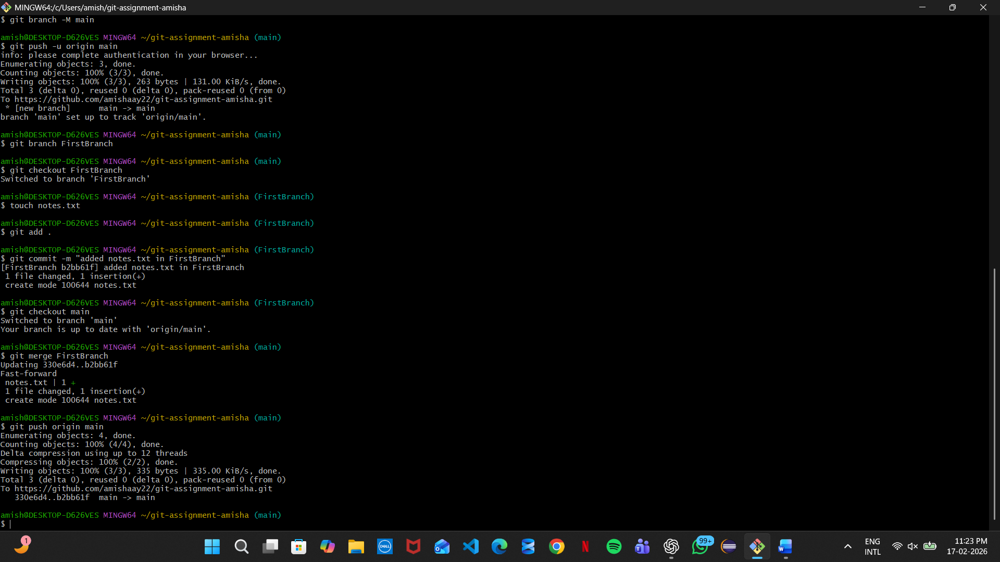 MINGW64:/c/Users/amish/git-assignment-amisha
$ git branch -M main
amish@DESKTOP-D626VES MINGW64 ~/git-assignment-amisha (main)
$ git push -u origin main
info: please complete authentication in your browser...
Enumerating objects: 3, done.
Counting objects: 100% (3/3), done.
Writing objects: 100% (3/3), 263 bytes | 131.00 KiB/s, done.
Total 3 (delta 0), reused 0 (delta 0), pack-reused 0 (from 0)
To https://github.com/amishaay22/git-assignment-amisha.git
 * [new branch]      main -> main
branch 'main' set up to track 'origin/main'.
amish@DESKTOP-D626VES MINGW64 ~/git-assignment-amisha (main)
$ git branch FirstBranch
amish@DESKTOP-D626VES MINGW64 ~/git-assignment-amisha (main)
$ git checkout FirstBranch
Switched to branch 'FirstBranch'
amish@DESKTOP-D626VES MINGW64 ~/git-assignment-amisha (FirstBranch)
$ touch notes.txt
amish@DESKTOP-D626VES MINGW64 ~/git-assignment-amisha (FirstBranch)
$ git add .
amish@DESKTOP-D626VES MINGW64 ~/git-assignment-amisha (FirstBranch)
$ git commit -m "added notes.txt in FirstBranch"
[FirstBranch b2bb61f] added notes.txt in FirstBranch
 1 file changed, 1 insertion(+)
 create mode 100644 notes.txt
amish@DESKTOP-D626VES MINGW64 ~/git-assignment-amisha (FirstBranch)
$ git checkout main
Switched to branch 'main'
Your branch is up to date with 'origin/main'.
amish@DESKTOP-D626VES MINGW64 ~/git-assignment-amisha (main)
$ git merge FirstBranch
Updating 330e6d4..b2bb61f
Fast-forward
 notes.txt | 1 +
 1 file changed, 1 insertion(+)
 create mode 100644 notes.txt
amish@DESKTOP-D626VES MINGW64 ~/git-assignment-amisha (main)
$ git push origin main
Enumerating objects: 4, done.
Counting objects: 100% (4/4), done.
Delta compression using up to 12 threads
Compressing objects: 100% (2/2), done.
Writing objects: 100% (3/3), 335 bytes | 335.00 KiB/s, done.
Total 3 (delta 0), reused 0 (delta 0), pack-reused 0 (from 0)
To https://github.com/amishaay22/git-assignment-amisha.git
   330e6d4..b2bb61f  main -> main
amish@DESKTOP-D626VES MINGW64 ~/git-assignment-amisha (main)
$
1
DELL
O
N
T
99+
W
ENG
INTL
11:23 PM
17-02-2026